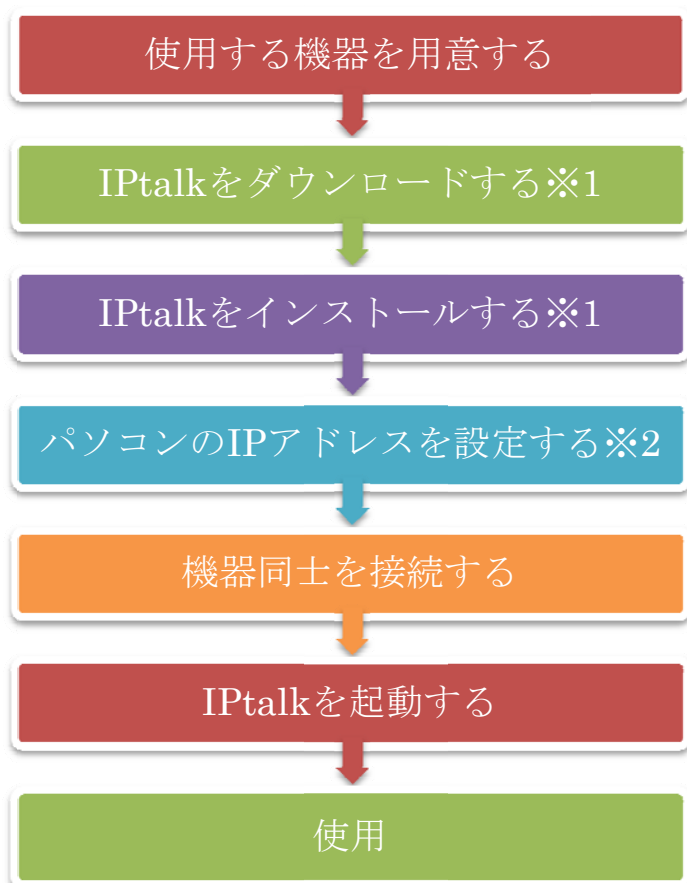 使用する機器を用意する
IPtalkをダウンロードする※1
IPtalkをインストールする※1
パソコンのIPアドレスを設定する※2
機器同士を接続する
IPtalkを起動する
使用